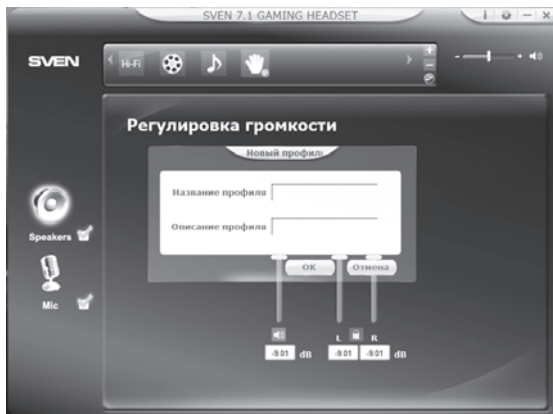 SVEN 7.1 GAMING HEADSET
SVEN
Hi-Fi
Регулировка громкости
Новый профиль
Название профиля
Описание профиля
OK
Отмена
Speakers
Mic
L
R
-9.01 dB
-9.01
-9.01 dB